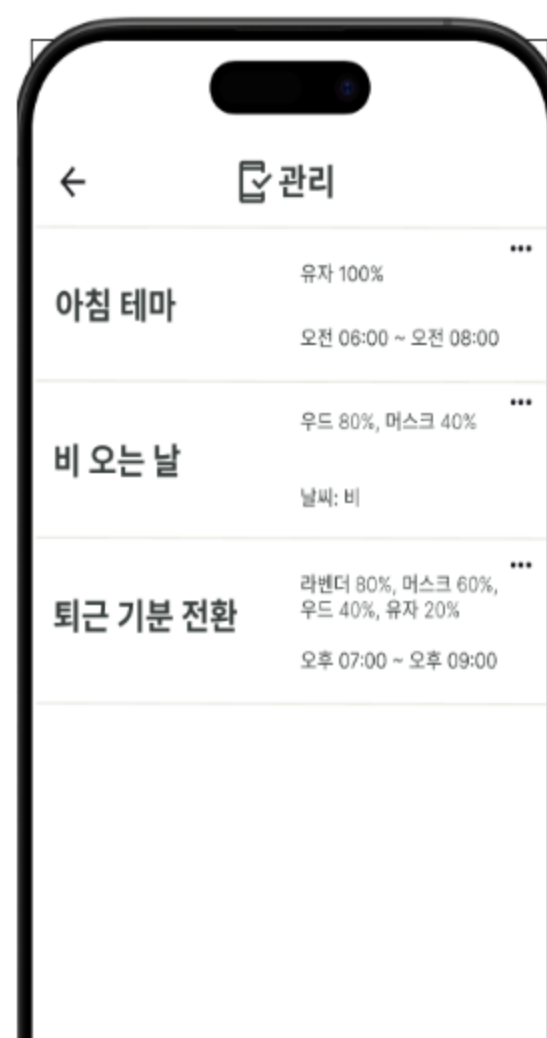 관리
아침 테마
유자 100%
오전 06:00 ~ 오전 08:00
비 오는 날
우드 80%, 머스크 40%
날씨: 비
퇴근 기분 전환
라벤더 80%, 머스크 60%,
우드 40%, 유자 20%
오후 07:00 ~ 오후 09:00